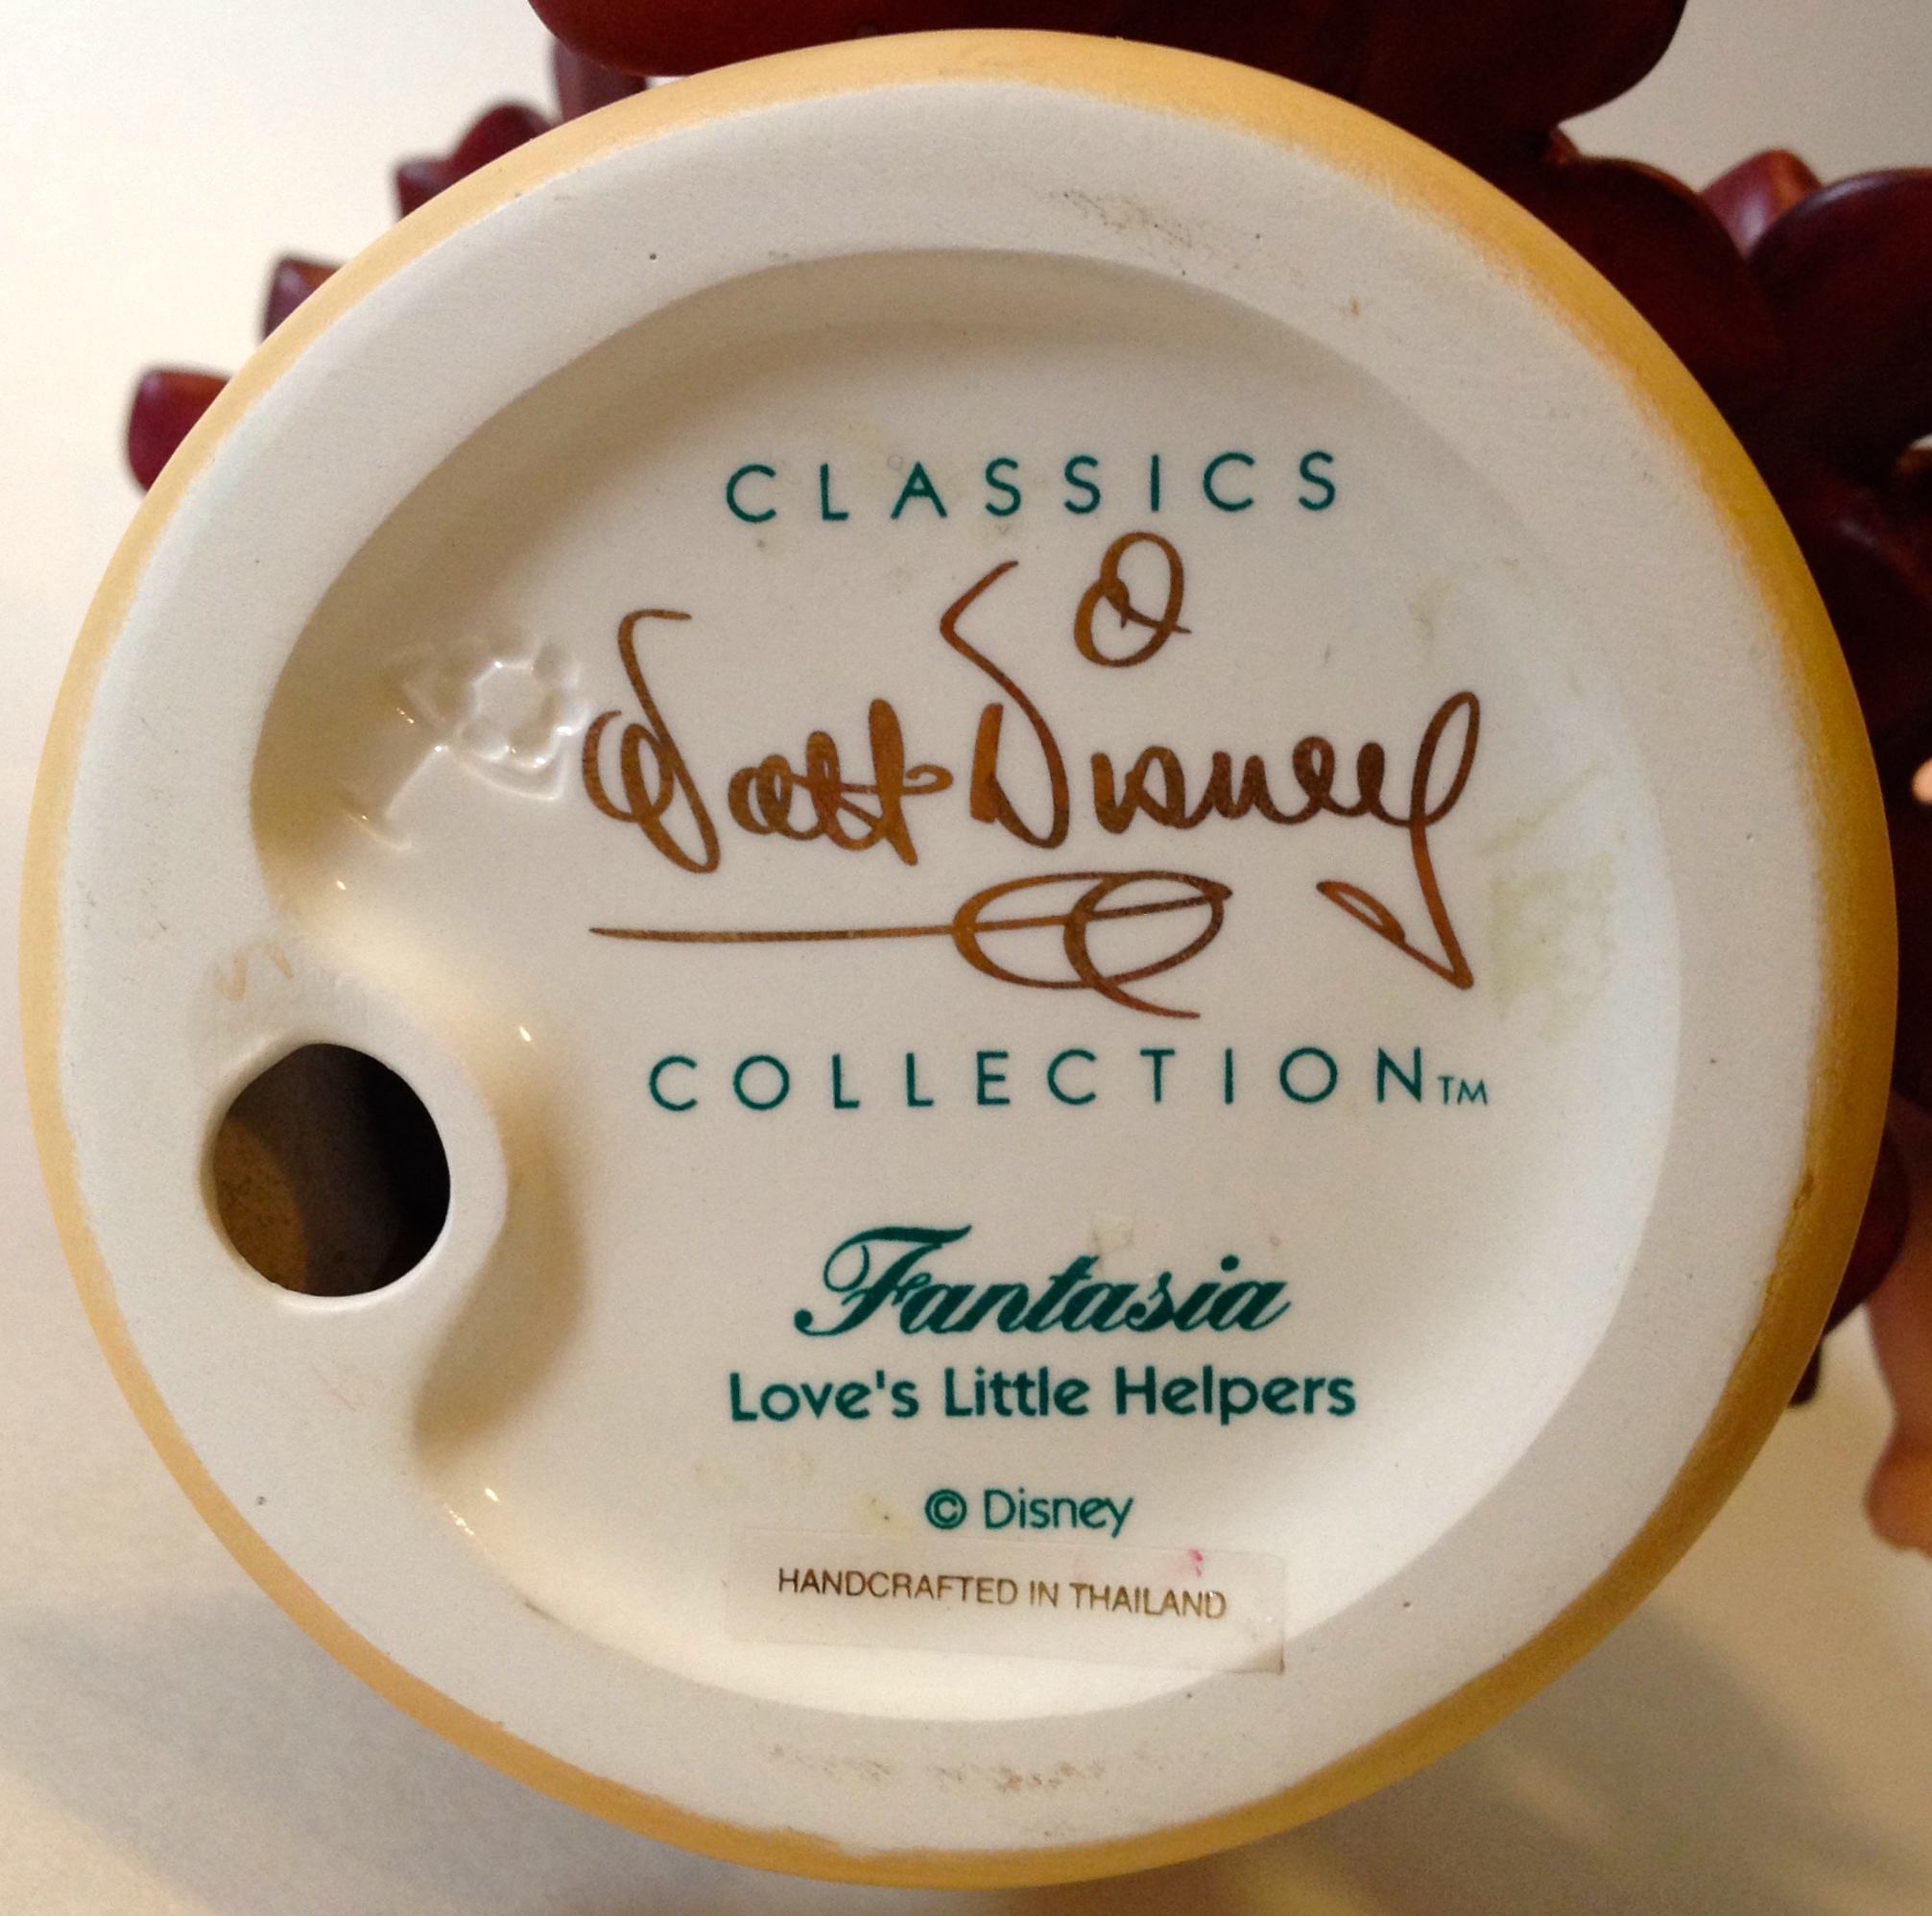 CLASSICS
Walt Disney
COLLECTION™
Fantasia
Love's Little Helpers
© Disney
HANDCRAFTED IN THAILAND